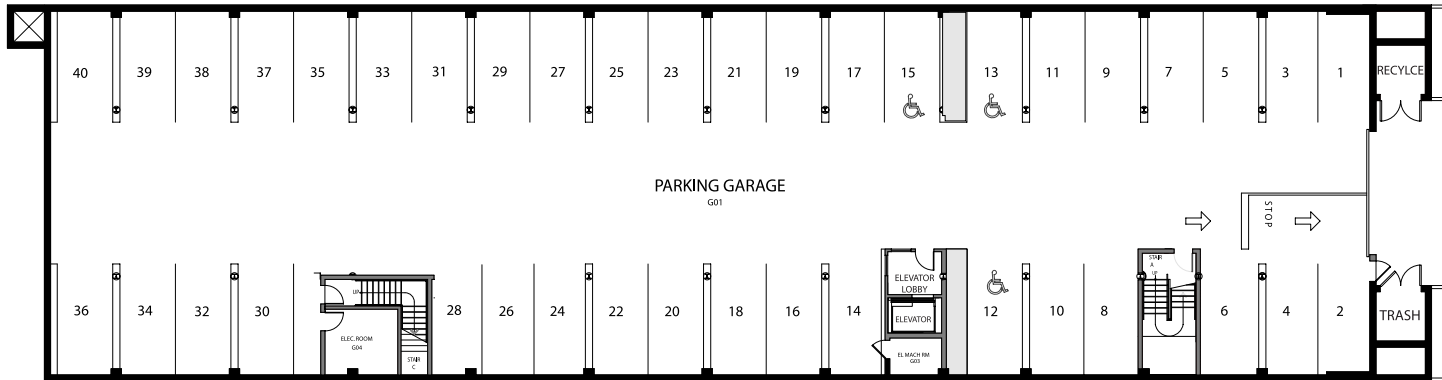 40 39 38 37 35 33 31 29 27 25 23 21 19 17 15 13 11 9 7 5 3 1 RECYLCE
PARKING GARAGE
G01
STOP
STAIR
A
UP
ELEVATOR
LOBBY
UP
36 34 32 30 28 26 24 22 20 18 16 14 12 10 8 6 4 2 TRASH
ELEVATOR
ELEC.ROOM
G04
EL MACH RM
G03
STAIR
C